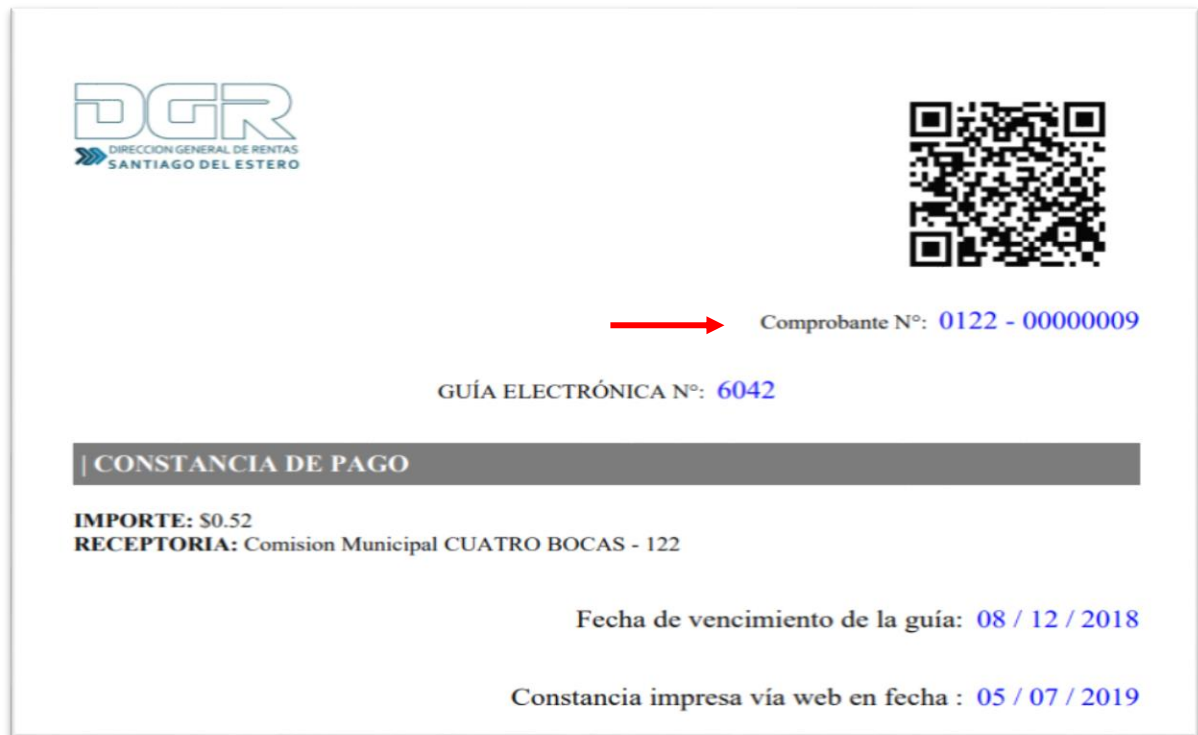 DGR
DIRECCION GENERAL DE RENTAS
SANTIAGO DEL ESTERO
Comprobante N°: 0122 - 00000009
GUÍA ELECTRÓNICA N°: 6042
| CONSTANCIA DE PAGO
IMPORTE: $0.52
RECEPTORIA: Comision Municipal CUATRO BOCAS - 122
Fecha de vencimiento de la guía: 08 / 12 / 2018
Constancia impresa vía web en fecha : 05 / 07 / 2019